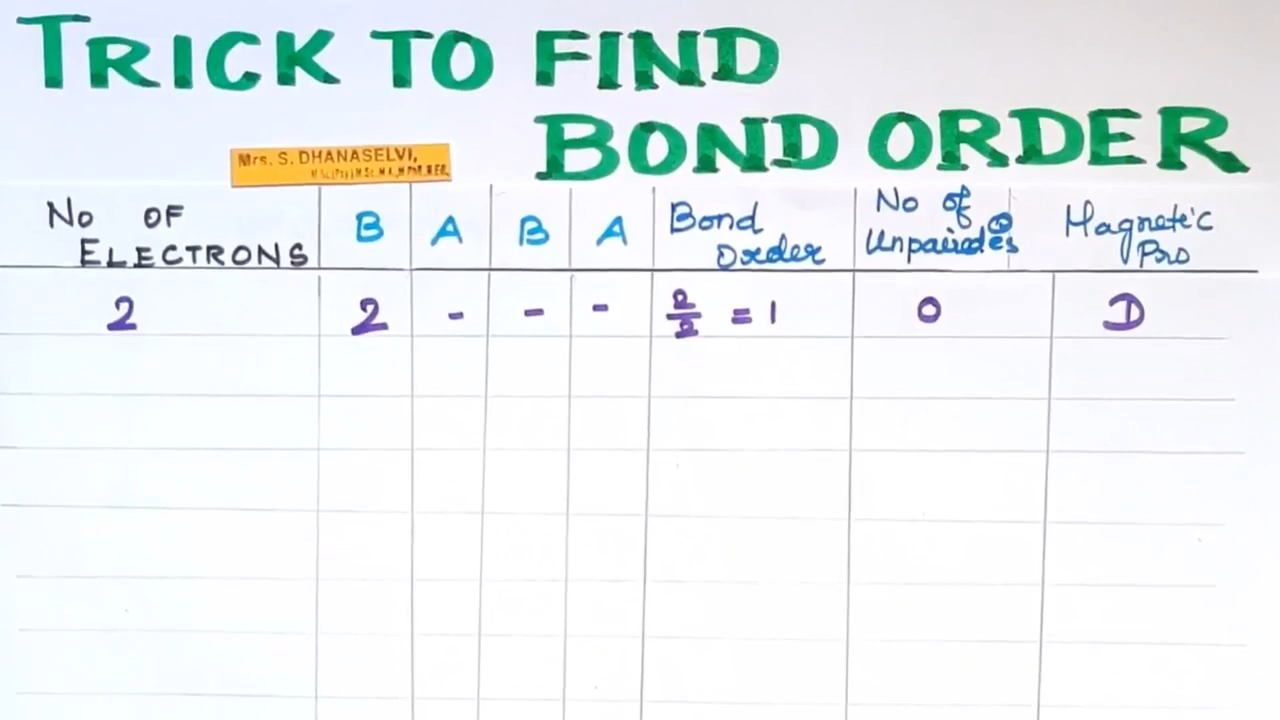 TRICK TO FIND
BOND ORDER
Mrs. S. DHANASELVI,
No OF ELECTRONS B A B A Bond Order No of Unpaired e⁻s Magnetic Pro
2 2 - - - 2/2 = 1 0 D